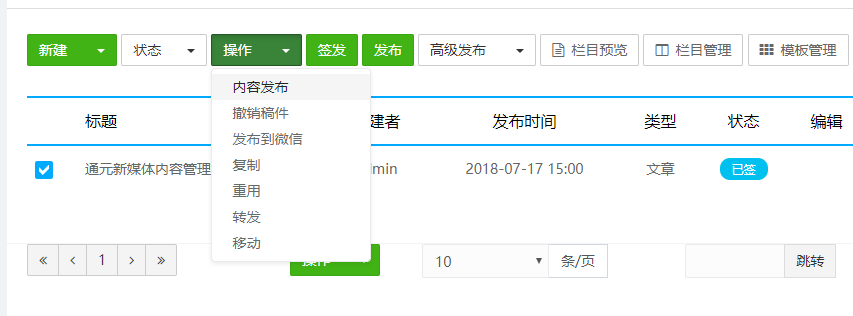 新建 状态 操作 签发 发布 高级发布 栏目预览 栏目管理 模板管理
内容发布
标题 撤销稿件 建者 发布时间 类型 状态 编辑
发布到微信
通元新媒体内容管理 复制 min 2018-07-17 15:00 文章 已签
重用
转发
移动
« ‹ 1 › » 操作 10 条/页 跳转